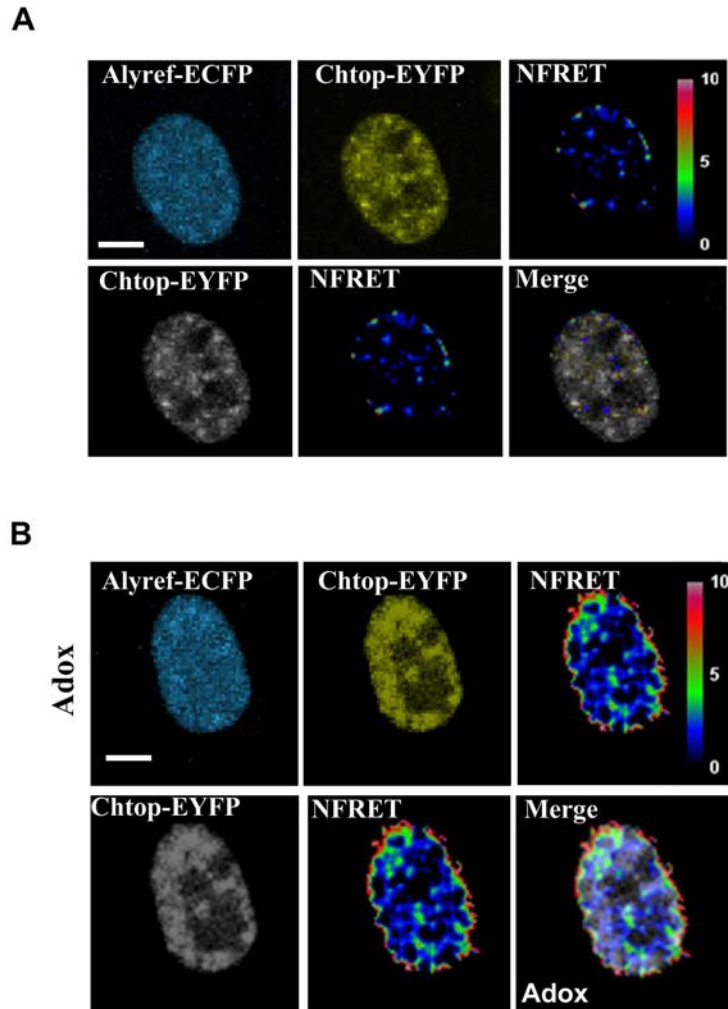 A
Alyref-ECFP Chtop-EYFP NFRET
10
5
0
Chtop-EYFP NFRET Merge
B
Adox
Alyref-ECFP Chtop-EYFP NFRET
10
5
0
Chtop-EYFP NFRET Merge
Adox